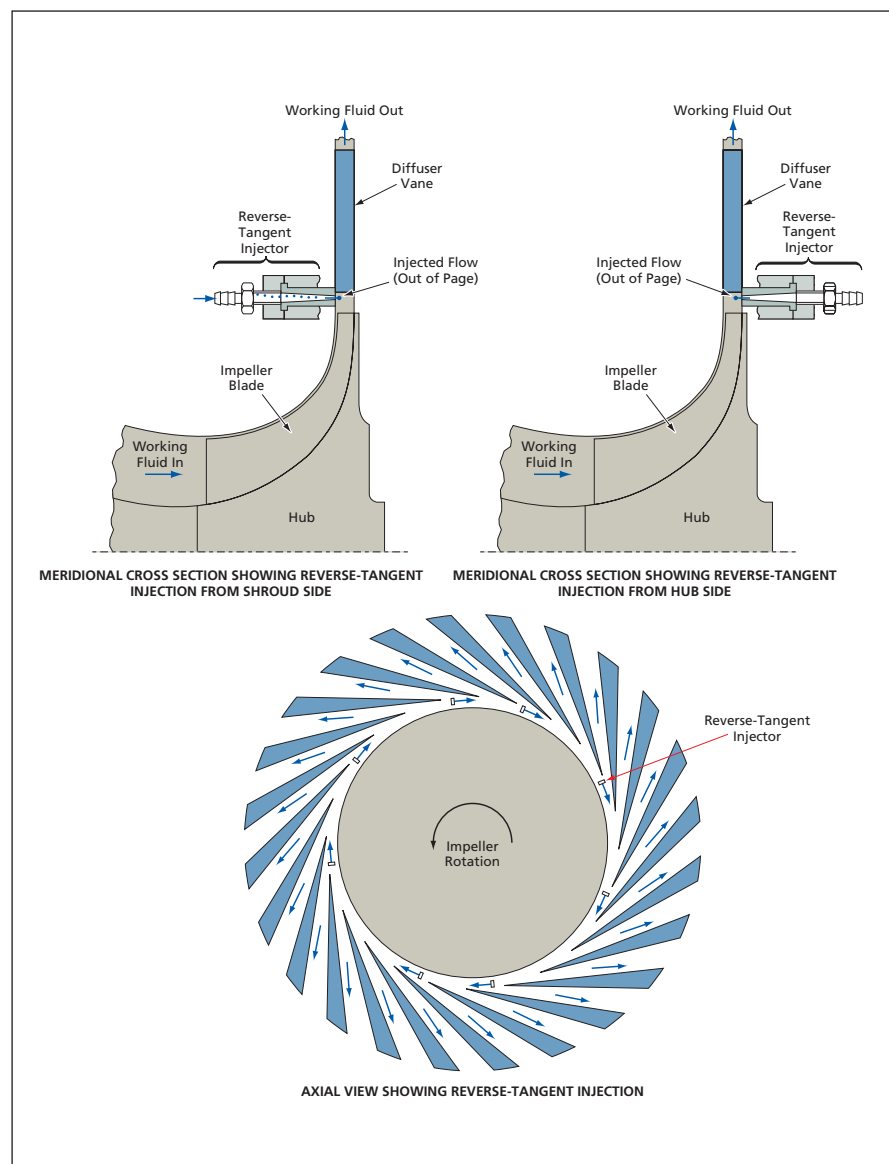 Working Fluid Out
Diffuser
Vane
Reverse-
Tangent
Injector
Injected Flow
(Out of Page)
Impeller
Blade
Working
Fluid In
Hub
MERIDIONAL CROSS SECTION SHOWING REVERSE-TANGENT
INJECTION FROM SHROUD SIDE
Working Fluid Out
Diffuser
Vane
Reverse-
Tangent
Injector
Injected Flow
(Out of Page)
Impeller
Blade
Working
Fluid In
Hub
MERIDIONAL CROSS SECTION SHOWING REVERSE-TANGENT
INJECTION FROM HUB SIDE
Reverse-Tangent
Injector
Impeller
Rotation
AXIAL VIEW SHOWING REVERSE-TANGENT INJECTION